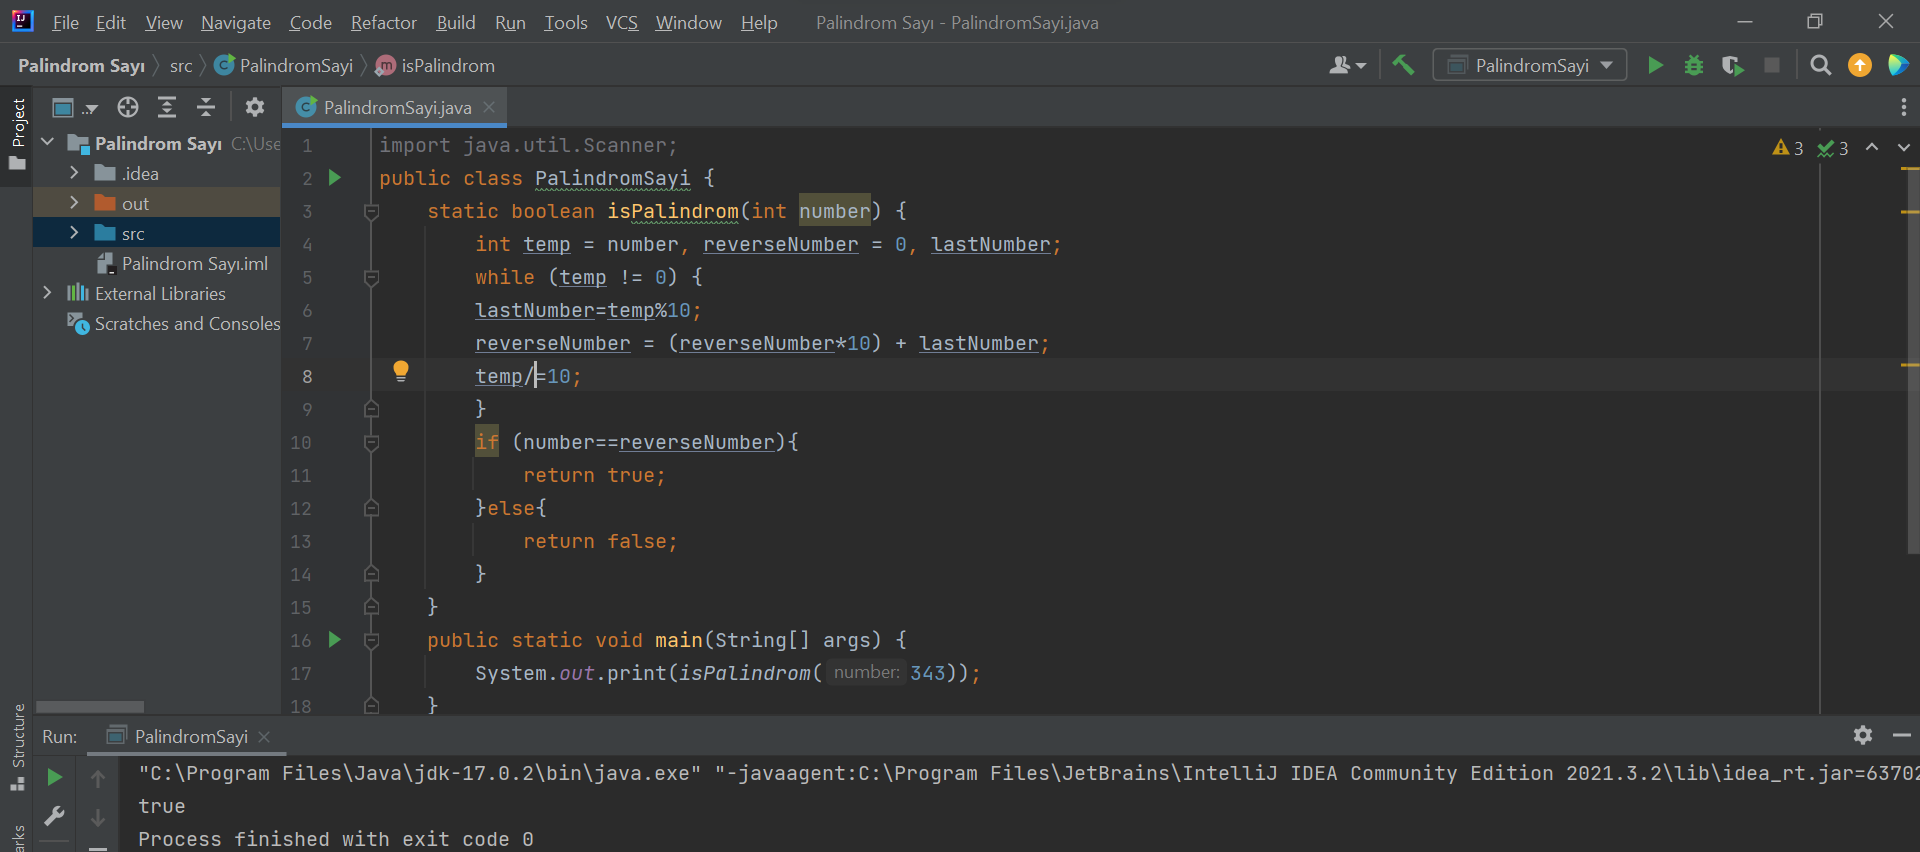 File Edit View Navigate Code Refactor Build Run Tools VCS Window Help Palindrom Sayı - PalindromSayi.java
Palindrom Sayı src PalindromSayi isPalindrom PalindromSayi
Project
PalindromSayi.java
Palindrom Sayı C:\Use
.idea
out
src
Palindrom Sayı.iml
External Libraries
Scratches and Consoles
3 3
1 import java.util.Scanner;
2 public class PalindromSayi {
3 static boolean isPalindrom(int number) {
4 int temp = number, reverseNumber = 0, lastNumber;
5 while (temp != 0) {
6 lastNumber=temp%10;
7 reverseNumber = (reverseNumber*10) + lastNumber;
8 temp/=10;
9 }
10 if (number==reverseNumber){
11 return true;
12 }else{
13 return false;
14 }
15 }
16 public static void main(String[] args) {
17 System.out.print(isPalindrom( number: 343));
18 }
Structure
arks
Run: PalindromSayi
"C:\Program Files\Java\jdk-17.0.2\bin\java.exe" "-javaagent:C:\Program Files\JetBrains\IntelliJ IDEA Community Edition 2021.3.2\lib\idea_rt.jar=63702
true
Process finished with exit code 0